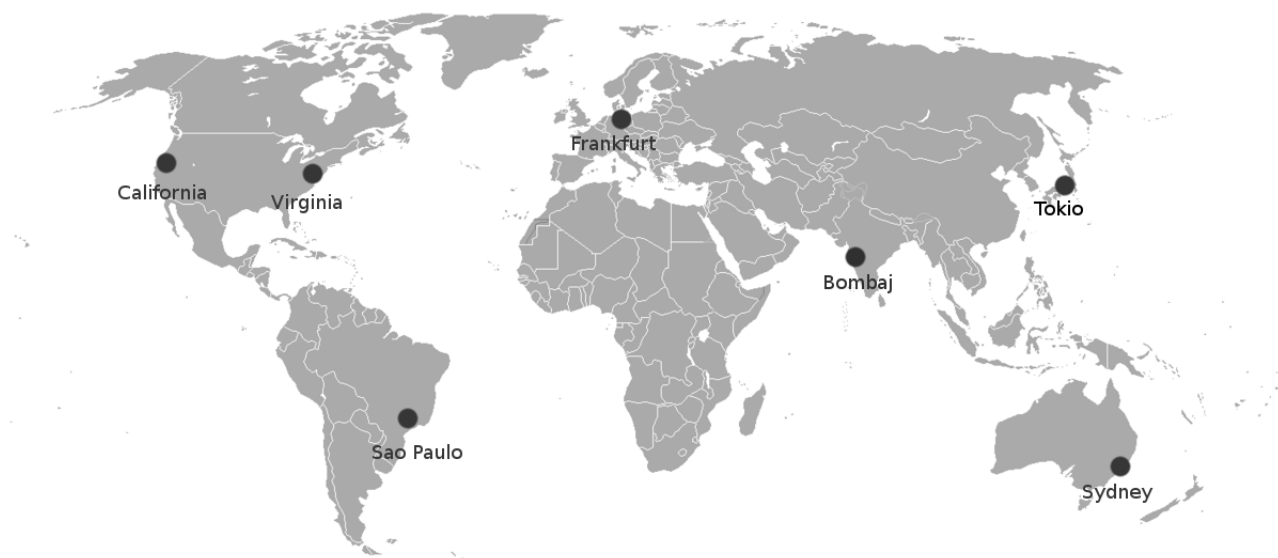 Frankfurt
California
Virginia
Tokio
Bombaj
Sao Paulo
Sydney